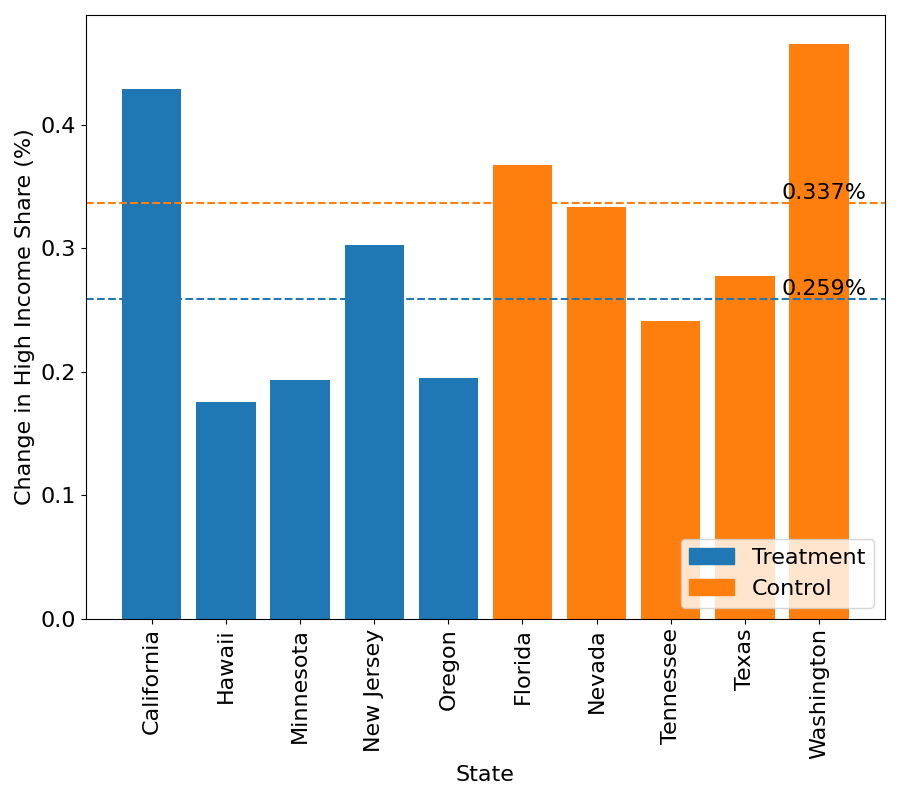 Change in High Income Share (%)
0.4
0.3
0.2
0.1
0.0
0.337%
0.259%
Treatment
Control
California
Hawaii
Minnesota
New Jersey
Oregon
Florida
Nevada
Tennessee
Texas
Washington
State